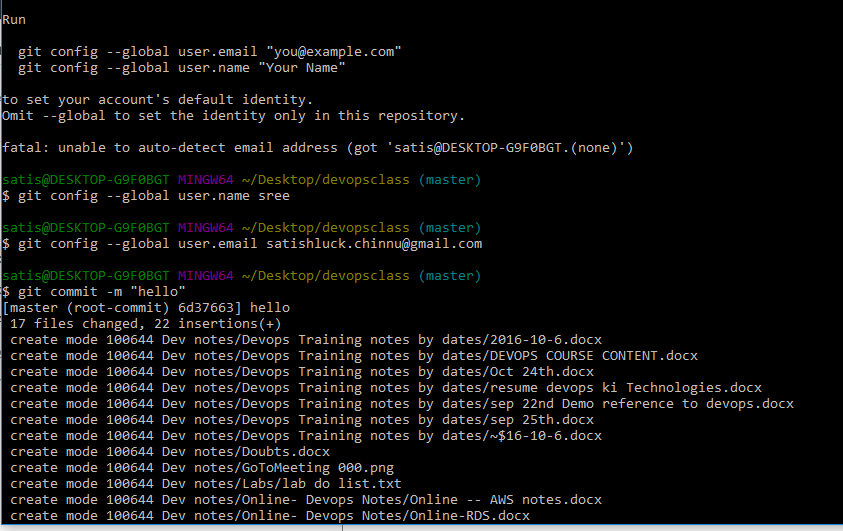 Run
git config --global user.email "you@example.com"
git config --global user.name "Your Name"
to set your account's default identity.
Omit --global to set the identity only in this repository.
fatal: unable to auto-detect email address (got 'satis@DESKTOP-G9F0BGT.(none)')
satis@DESKTOP-G9F0BGT MINGW64 ~/Desktop/devopsclass (master)
$ git config --global user.name sree
satis@DESKTOP-G9F0BGT MINGW64 ~/Desktop/devopsclass (master)
$ git config --global user.email satishluck.chinnu@gmail.com
satis@DESKTOP-G9F0BGT MINGW64 ~/Desktop/devopsclass (master)
$ git commit -m "hello"
[master (root-commit) 6d37663] hello
17 files changed, 22 insertions(+)
create mode 100644 Dev notes/Devops Training notes by dates/2016-10-6.docx
create mode 100644 Dev notes/Devops Training notes by dates/DEVOPS COURSE CONTENT.docx
create mode 100644 Dev notes/Devops Training notes by dates/Oct 24th.docx
create mode 100644 Dev notes/Devops Training notes by dates/resume devops ki Technologies.docx
create mode 100644 Dev notes/Devops Training notes by dates/sep 22nd Demo reference to devops.docx
create mode 100644 Dev notes/Devops Training notes by dates/sep 25th.docx
create mode 100644 Dev notes/Devops Training notes by dates/~$16-10-6.docx
create mode 100644 Dev notes/Doubts.docx
create mode 100644 Dev notes/GoToMeeting 000.png
create mode 100644 Dev notes/Labs/lab do list.txt
create mode 100644 Dev notes/Online- Devops Notes/Online -- AWS notes.docx
create mode 100644 Dev notes/Online- Devops Notes/Online-RDS.docx